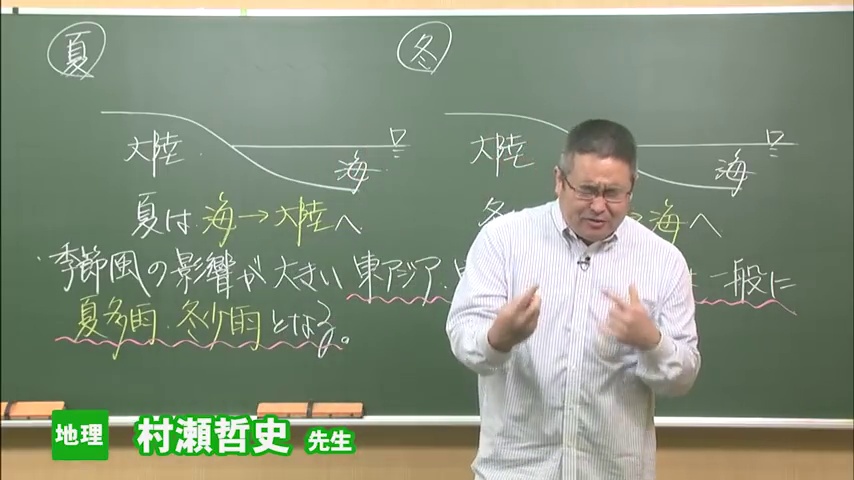 夏
冬
大陸
海
大陸
海
夏は 海→大陸へ
冬 →海へ
季節風の影響が大きい 東アジア・ 一般に
夏多雨・冬少雨となる。
地理 村瀬哲史 先生